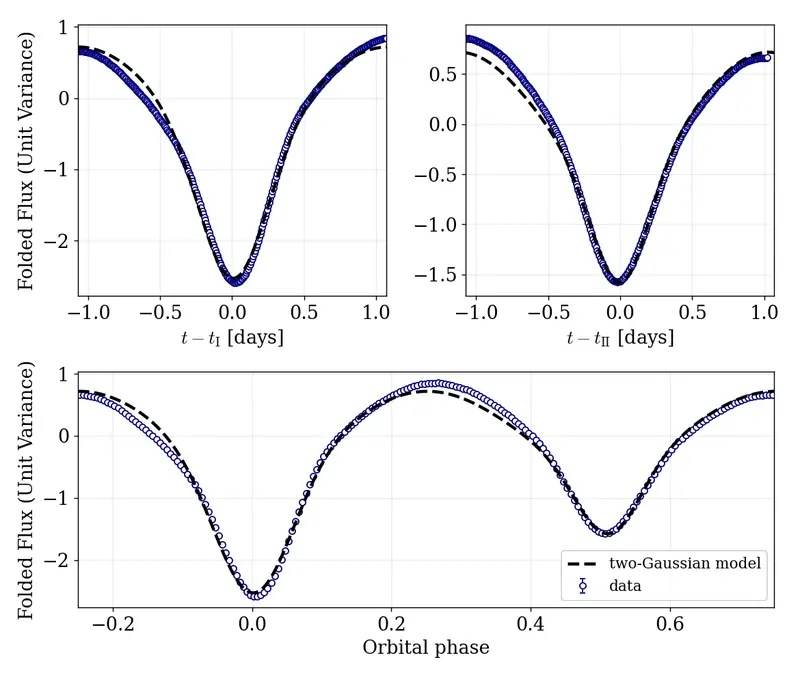 Folded Flux (Unit Variance)
1
0
−1
−2
−1.0 −0.5 0.0 0.5 1.0
t − tI [days]
0.5
0.0
−0.5
−1.0
−1.5
−1.0 −0.5 0.0 0.5 1.0
t − tII [days]
Folded Flux (Unit Variance)
1
0
−1
−2
−0.2 0.0 0.2 0.4 0.6
Orbital phase
two-Gaussian model
data